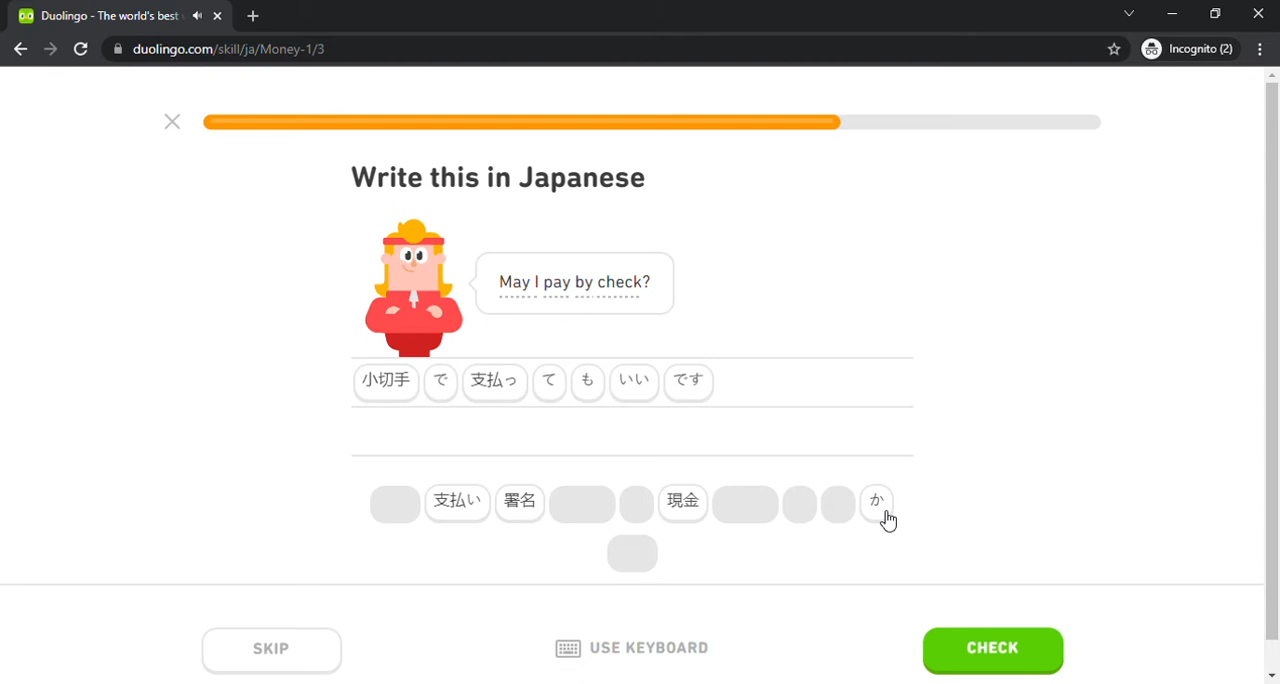 Duolingo - The world's best
duolingo.com/skill/ja/Money-1/3
Incognito (2)
Write this in Japanese
May I pay by check?
小切手 で 支払っ て も いい です
支払い 署名 現金 か
SKIP
USE KEYBOARD
CHECK